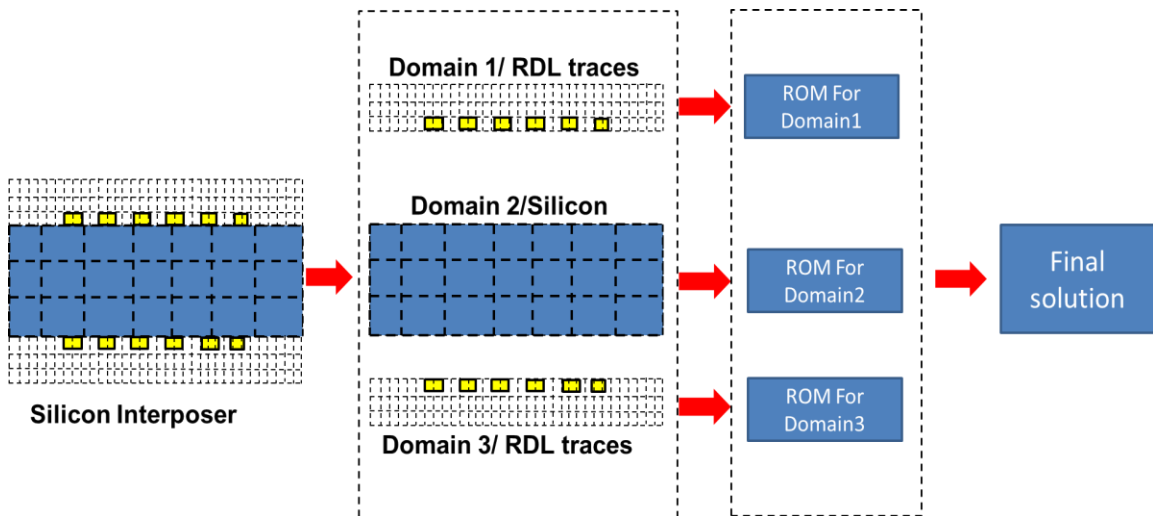 Domain 1/ RDL traces
ROM For
Domain1
Domain 2/Silicon
ROM For
Domain2
Final
solution
Silicon Interposer
Domain 3/ RDL traces
ROM For
Domain3